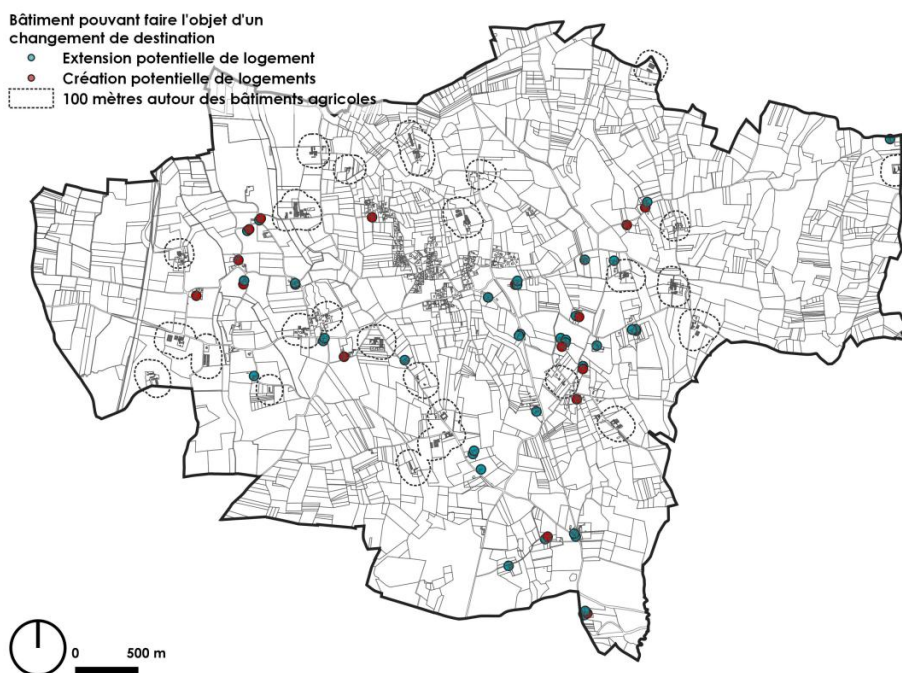 Bâtiment pouvant faire l'objet d'un
changement de destination
Extension potentielle de logement
Création potentielle de logements
100 mètres autour des bâtiments agricoles
0 500 m